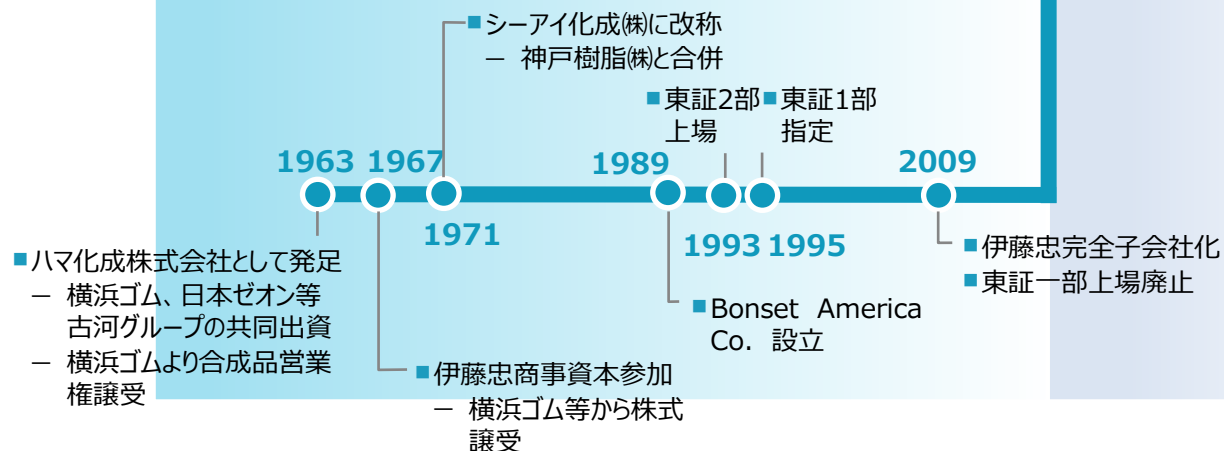 ■シーアイ化成㈱に改称
－ 神戸樹脂㈱と合併
■東証2部
上場
■東証1部
指定
1963
1967
1989
2009
1971
1993
1995
■ハマ化成株式会社として発足
－ 横浜ゴム、日本ゼオン等
古河グループの共同出資
－ 横浜ゴムより合成品営業
権譲受
■伊藤忠商事資本参加
－ 横浜ゴム等から株式
譲受
■Bonset America
Co. 設立
■伊藤忠完全子会社化
■東証一部上場廃止